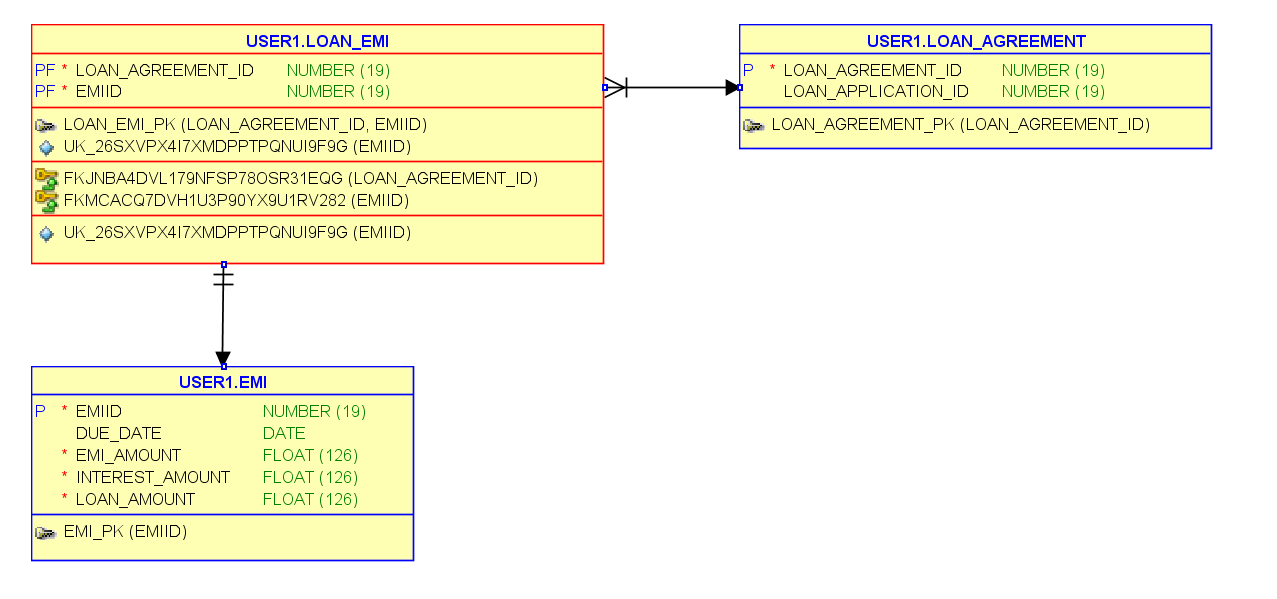 USER1.LOAN_EMI
PF * LOAN_AGREEMENT_ID NUMBER (19)
PF * EMIID NUMBER (19)
LOAN_EMI_PK (LOAN_AGREEMENT_ID, EMIID)
UK_26SXVPX4I7XMDPPTPQNUI9F9G (EMIID)
FKJNBA4DVL179NFSP78OSR31EQG (LOAN_AGREEMENT_ID)
FKMCACQ7DVH1U3P90YX9U1RV282 (EMIID)
UK_26SXVPX4I7XMDPPTPQNUI9F9G (EMIID)
USER1.LOAN_AGREEMENT
P * LOAN_AGREEMENT_ID NUMBER (19)
LOAN_APPLICATION_ID NUMBER (19)
LOAN_AGREEMENT_PK (LOAN_AGREEMENT_ID)
USER1.EMI
P * EMIID NUMBER (19)
DUE_DATE DATE
* EMI_AMOUNT FLOAT (126)
* INTEREST_AMOUNT FLOAT (126)
* LOAN_AMOUNT FLOAT (126)
EMI_PK (EMIID)